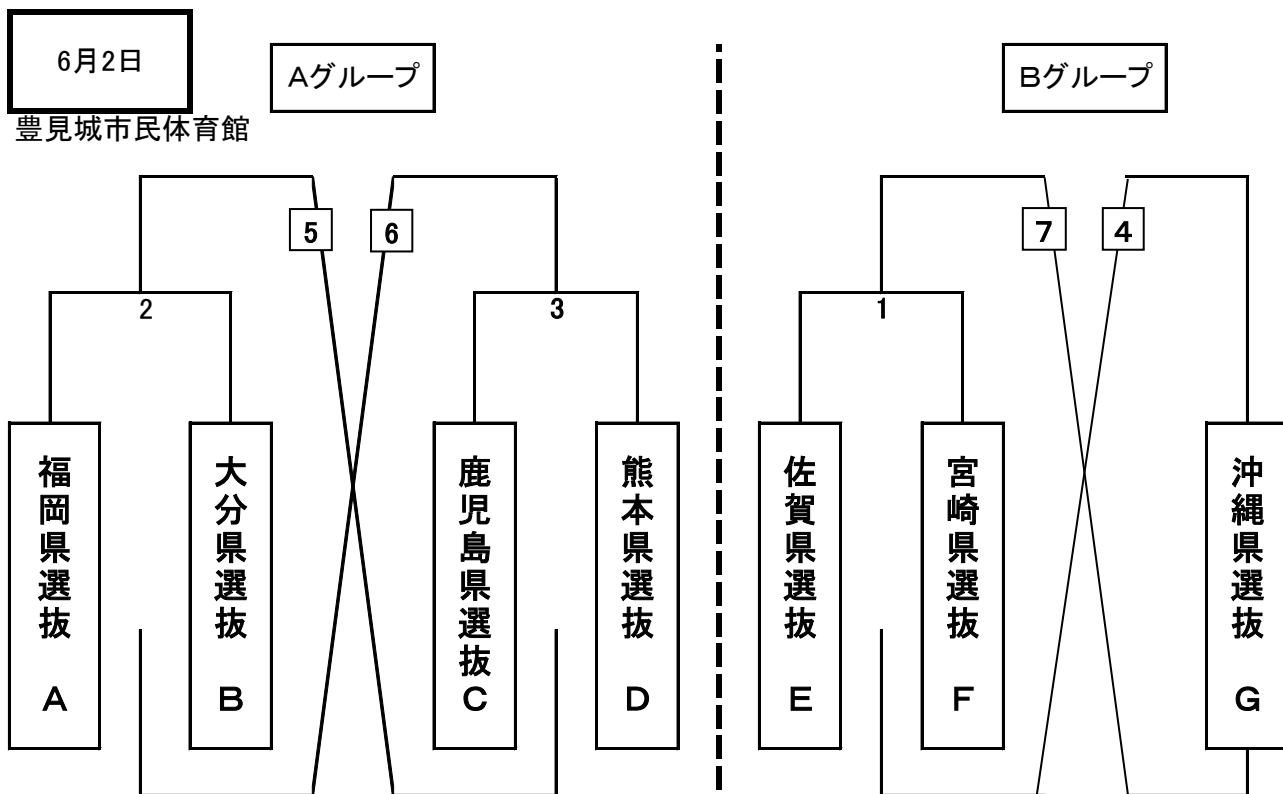 6月2日
Aグループ
Bグループ
豊見城市民体育館
5
6
7
4
2
3
1
福岡県選抜 A
大分県選抜 B
鹿児島県選抜 C
熊本県選抜 D
佐賀県選抜 E
宮崎県選抜 F
沖縄県選抜 G